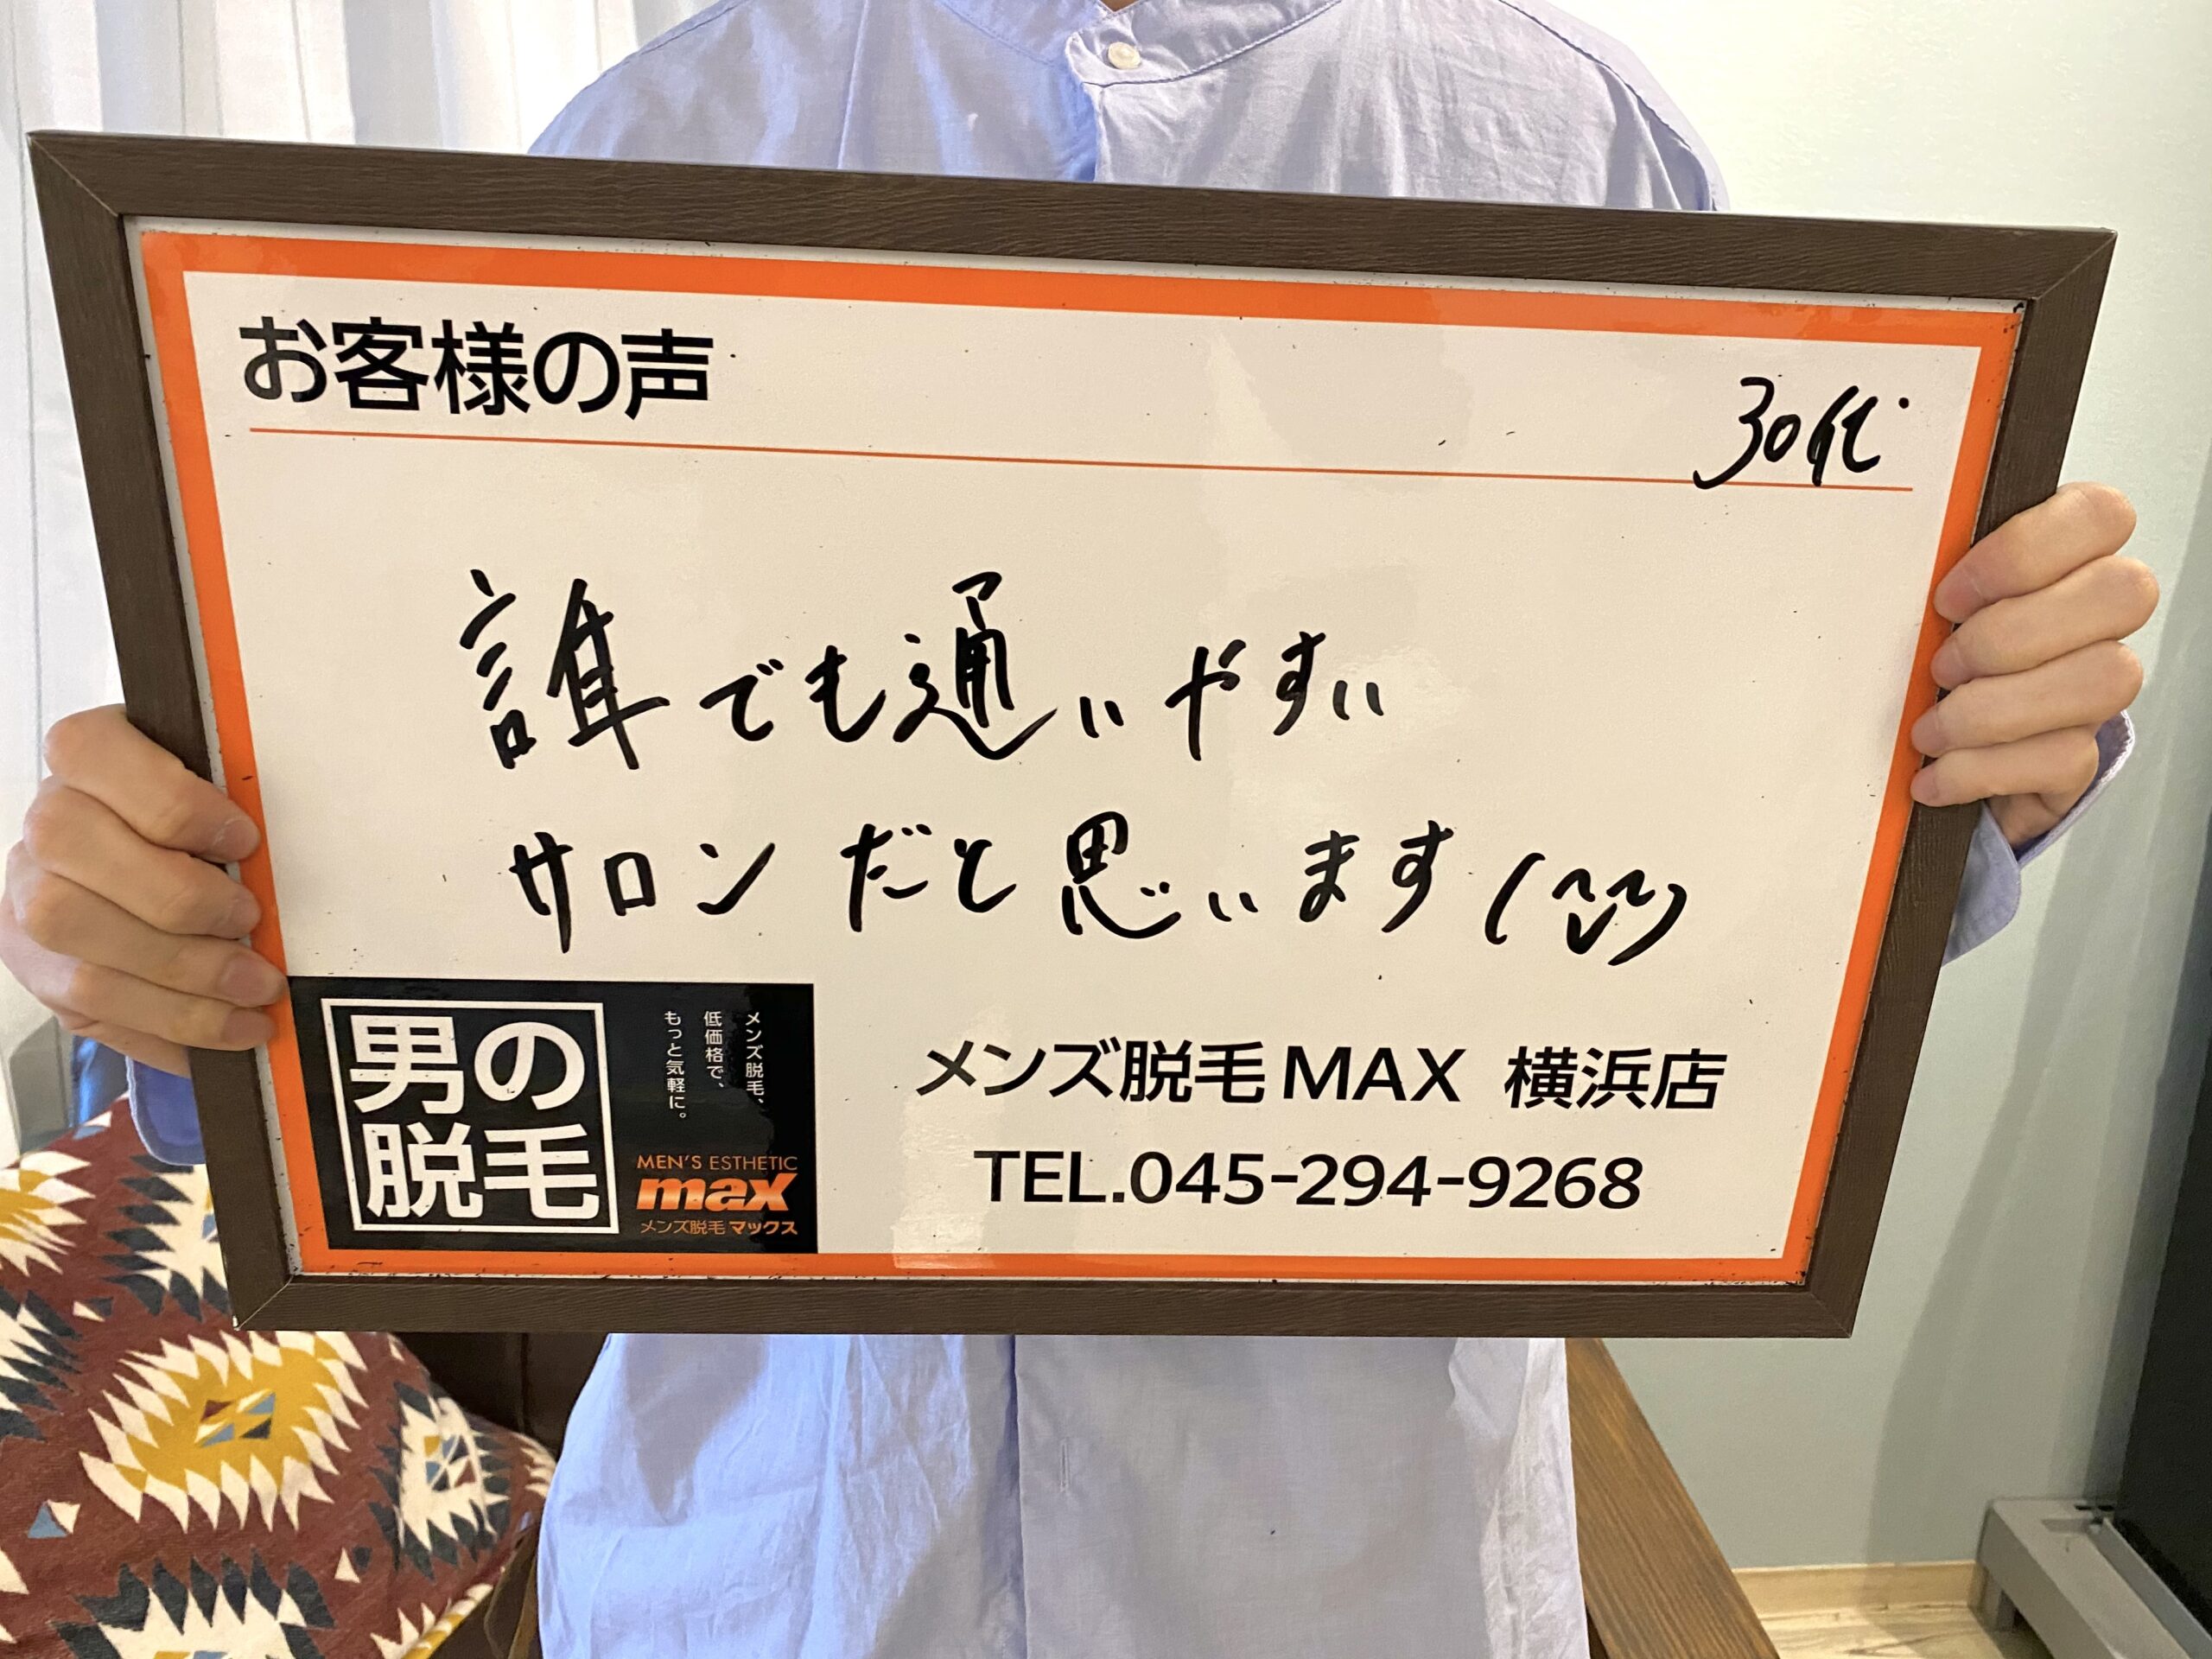 お客様の声
30代
誰でも通いやすい
サロンだと思います(^v^)
男の
脱毛
メンズ脱毛、
低価格で、
もっと気軽に。
MEN'S ESTHETIC
max
メンズ脱毛マックス
メンズ脱毛MAX 横浜店
TEL.045-294-9268